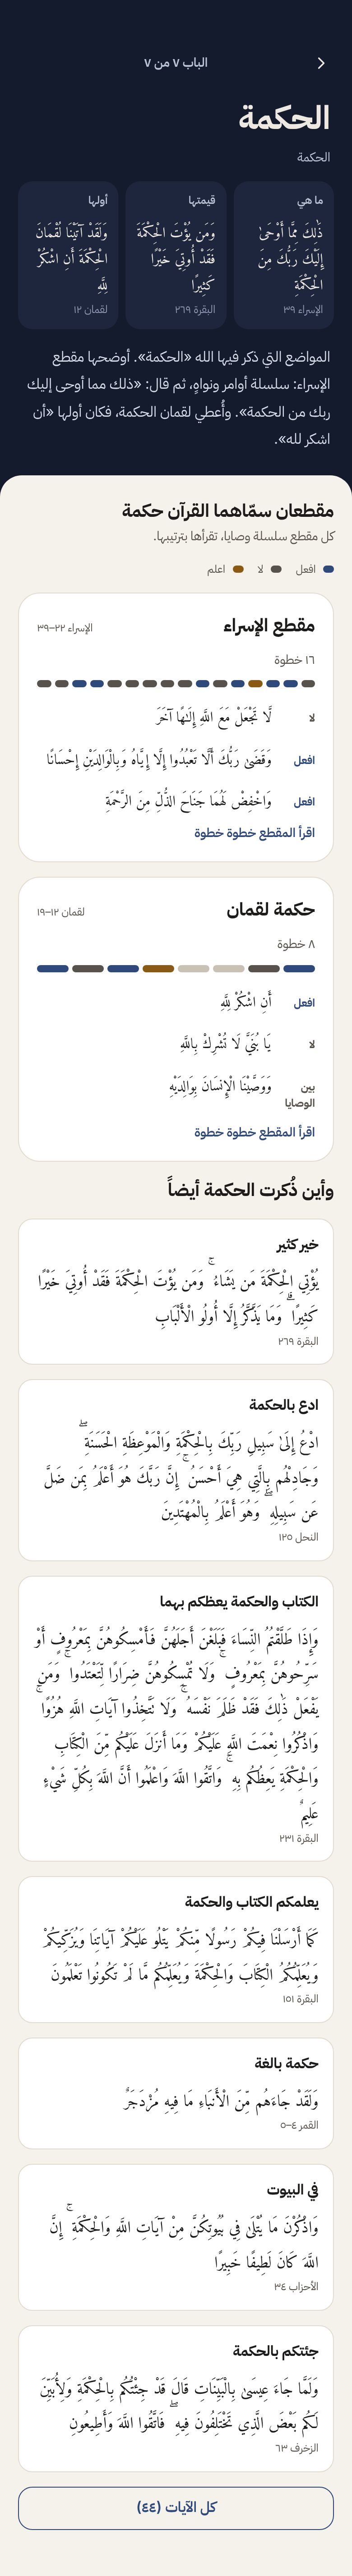 الباب ٧ من ٧
الحكمة
الحكمة
ما هي
ذَٰلِكَ مِمَّا أَوْحَىٰ
إِلَيْكَ رَبُّكَ مِنَ
الْحِكْمَةِ
الإسراء ٣٩
قيمتها
وَمَن يُؤْتَ الْحِكْمَةَ
فَقَدْ أُوتِيَ خَيْرًا
كَثِيرًا
البقرة ٢٦٩
أولها
وَلَقَدْ آتَيْنَا لُقْمَانَ
الْحِكْمَةَ أَنِ اشْكُرْ
لِلَّهِ
لقمان ١٢
المواضع التي ذكر فيها الله «الحكمة». أوضحها مقطع
الإسراء: سلسلة أوامر ونواهٍ، ثم قال: «ذلك مما أوحى إليك
ربك من الحكمة». وأُعطي لقمان الحكمة، فكان أولها «أن
اشكر لله».
مقطعان سمّاهما القرآن حكمة
كل مقطع سلسلة وصايا، تقرأها بترتيبها.
افعل
لا
اعلم
مقطع الإسراء
الإسراء ٢٢–٣٩
١٦ خطوة
لا
لَّا تَجْعَلْ مَعَ اللَّهِ إِلَٰهًا آخَرَ
افعل
وَقَضَىٰ رَبُّكَ أَلَّا تَعْبُدُوا إِلَّا إِيَّاهُ وَبِالْوَالِدَيْنِ إِحْسَانًا
افعل
وَاخْفِضْ لَهُمَا جَنَاحَ الذُّلِّ مِنَ الرَّحْمَةِ
اقرأ المقطع خطوة خطوة
حكمة لقمان
لقمان ١٢–١٩
٨ خطوة
افعل
أَنِ اشْكُرْ لِلَّهِ
لا
يَا بُنَيَّ لَا تُشْرِكْ بِاللَّهِ
بين
الوصايا
وَوَصَّيْنَا الْإِنسَانَ بِوَالِدَيْهِ
اقرأ المقطع خطوة خطوة
وأين ذُكرت الحكمة أيضاً
خير كثير
يُؤْتِي الْحِكْمَةَ مَن يَشَاءُ ۚ وَمَن يُؤْتَ الْحِكْمَةَ فَقَدْ أُوتِيَ خَيْرًا
كَثِيرًا ۗ وَمَا يَذَّكَّرُ إِلَّا أُولُو الْأَلْبَابِ
البقرة ٢٦٩
ادع بالحكمة
ادْعُ إِلَىٰ سَبِيلِ رَبِّكَ بِالْحِكْمَةِ وَالْمَوْعِظَةِ الْحَسَنَةِ ۖ
وَجَادِلْهُم بِالَّتِي هِيَ أَحْسَنُ ۚ إِنَّ رَبَّكَ هُوَ أَعْلَمُ بِمَن ضَلَّ
عَن سَبِيلِهِ ۖ وَهُوَ أَعْلَمُ بِالْمُهْتَدِينَ
النحل ١٢٥
الكتاب والحكمة يعظكم بهما
وَإِذَا طَلَّقْتُمُ النِّسَاءَ فَبَلَغْنَ أَجَلَهُنَّ فَأَمْسِكُوهُنَّ بِمَعْرُوفٍ أَوْ
سَرِّحُوهُنَّ بِمَعْرُوفٍ ۚ وَلَا تُمْسِكُوهُنَّ ضِرَارًا لِّتَعْتَدُوا ۚ وَمَن
يَفْعَلْ ذَٰلِكَ فَقَدْ ظَلَمَ نَفْسَهُ ۚ وَلَا تَتَّخِذُوا آيَاتِ اللَّهِ هُزُوًا ۚ
وَاذْكُرُوا نِعْمَتَ اللَّهِ عَلَيْكُمْ وَمَا أَنزَلَ عَلَيْكُم مِّنَ الْكِتَابِ
وَالْحِكْمَةِ يَعِظُكُم بِهِ ۚ وَاتَّقُوا اللَّهَ وَاعْلَمُوا أَنَّ اللَّهَ بِكُلِّ شَيْءٍ
عَلِيمٌ
البقرة ٢٣١
يعلمكم الكتاب والحكمة
كَمَا أَرْسَلْنَا فِيكُمْ رَسُولًا مِّنكُمْ يَتْلُو عَلَيْكُمْ آيَاتِنَا وَيُزَكِّيكُمْ
وَيُعَلِّمُكُمُ الْكِتَابَ وَالْحِكْمَةَ وَيُعَلِّمُكُم مَّا لَمْ تَكُونُوا تَعْلَمُونَ
البقرة ١٥١
حكمة بالغة
وَلَقَدْ جَاءَهُم مِّنَ الْأَنبَاءِ مَا فِيهِ مُزْدَجَرٌ
القمر ٤–٥
في البيوت
وَاذْكُرْنَ مَا يُتْلَىٰ فِي بُيُوتِكُنَّ مِنْ آيَاتِ اللَّهِ وَالْحِكْمَةِ ۚ إِنَّ
اللَّهَ كَانَ لَطِيفًا خَبِيرًا
الأحزاب ٣٤
جئتكم بالحكمة
وَلَمَّا جَاءَ عِيسَىٰ بِالْبَيِّنَاتِ قَالَ قَدْ جِئْتُكُم بِالْحِكْمَةِ وَلِأُبَيِّنَ
لَكُم بَعْضَ الَّذِي تَخْتَلِفُونَ فِيهِ ۖ فَاتَّقُوا اللَّهَ وَأَطِيعُونِ
الزخرف ٦٣
كل الآيات (٤٤)